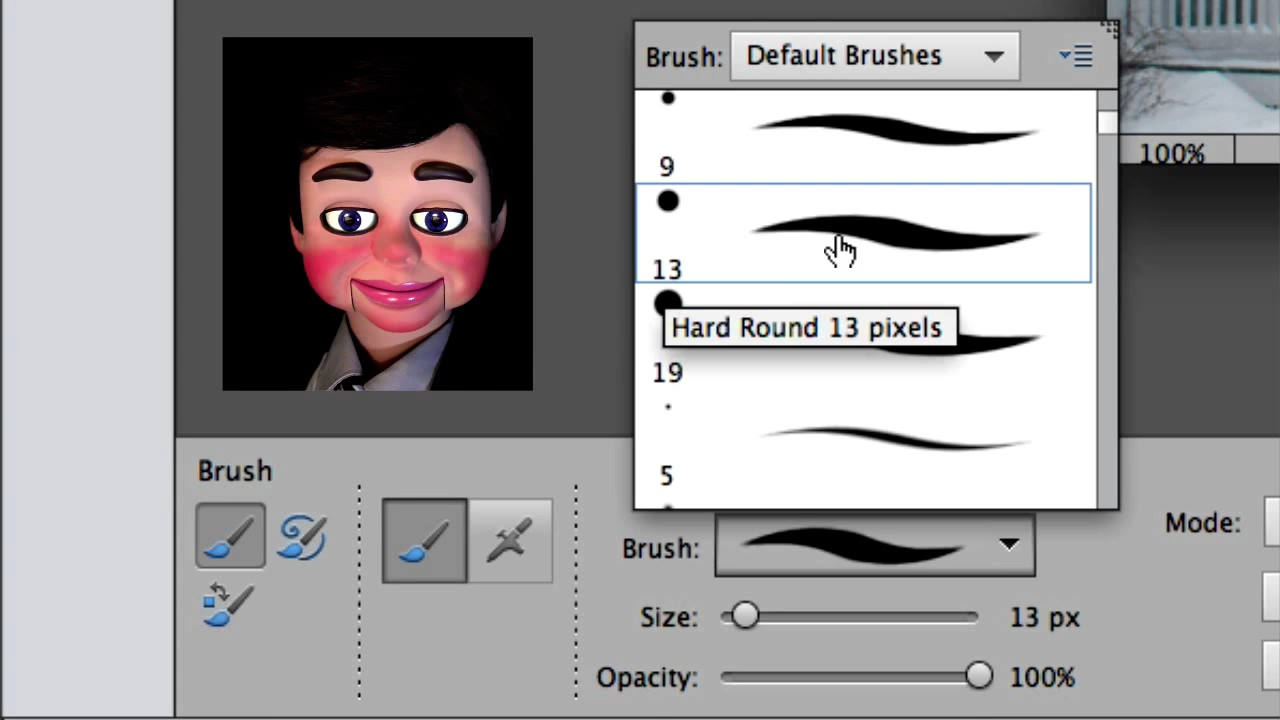 Brush: Default Brushes
9
13
Hard Round 13 pixels
19
5
100%
Brush
Brush:
Size: 13 px
Opacity: 100%
Mode: